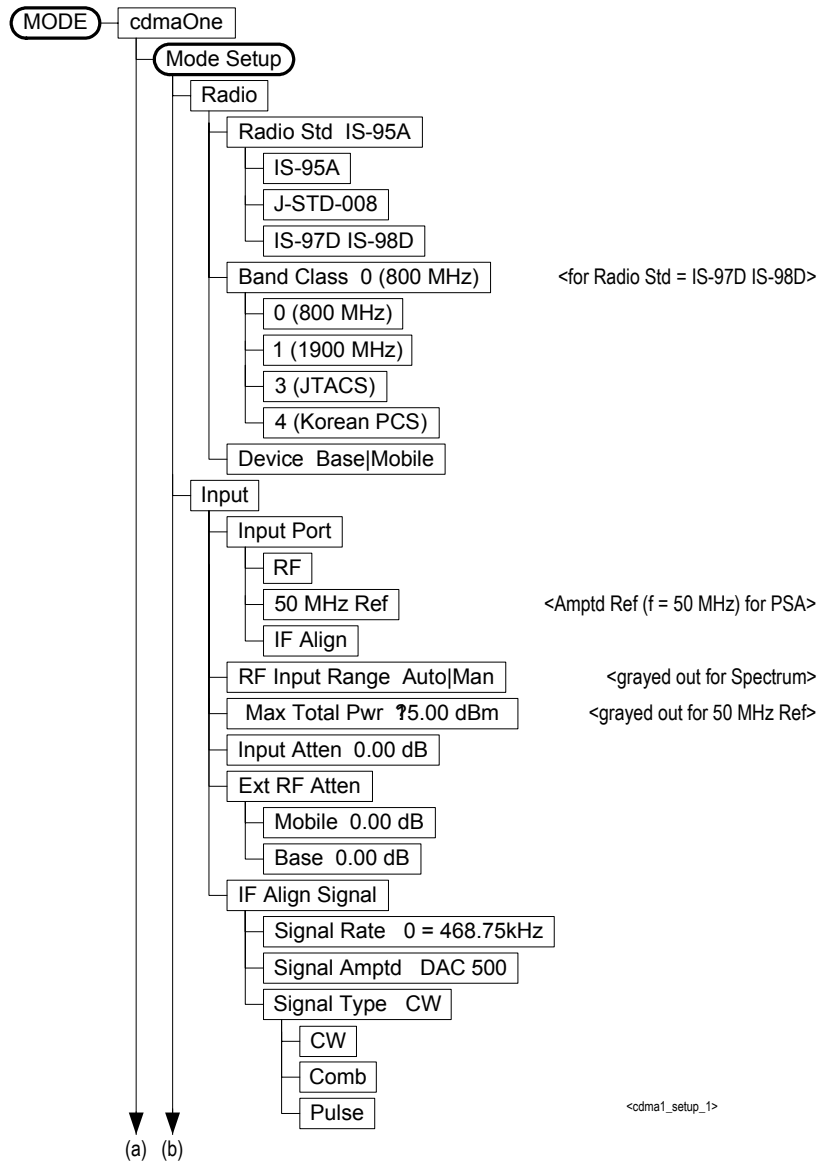 MODE cdmaOne
Mode Setup
Radio
Radio Std IS-95A
IS-95A
J-STD-008
IS-97D IS-98D
Band Class 0 (800 MHz) <for Radio Std = IS-97D IS-98D>
0 (800 MHz)
1 (1900 MHz)
3 (JTACS)
4 (Korean PCS)
Device Base|Mobile
Input
Input Port
RF
50 MHz Ref <Amptd Ref (f = 50 MHz) for PSA>
IF Align
RF Input Range Auto|Man <grayed out for Spectrum>
Max Total Pwr ?5.00 dBm <grayed out for 50 MHz Ref>
Input Atten 0.00 dB
Ext RF Atten
Mobile 0.00 dB
Base 0.00 dB
IF Align Signal
Signal Rate 0 = 468.75kHz
Signal Amptd DAC 500
Signal Type CW
CW
Comb
Pulse <cdma1_setup_1>
(a) (b)